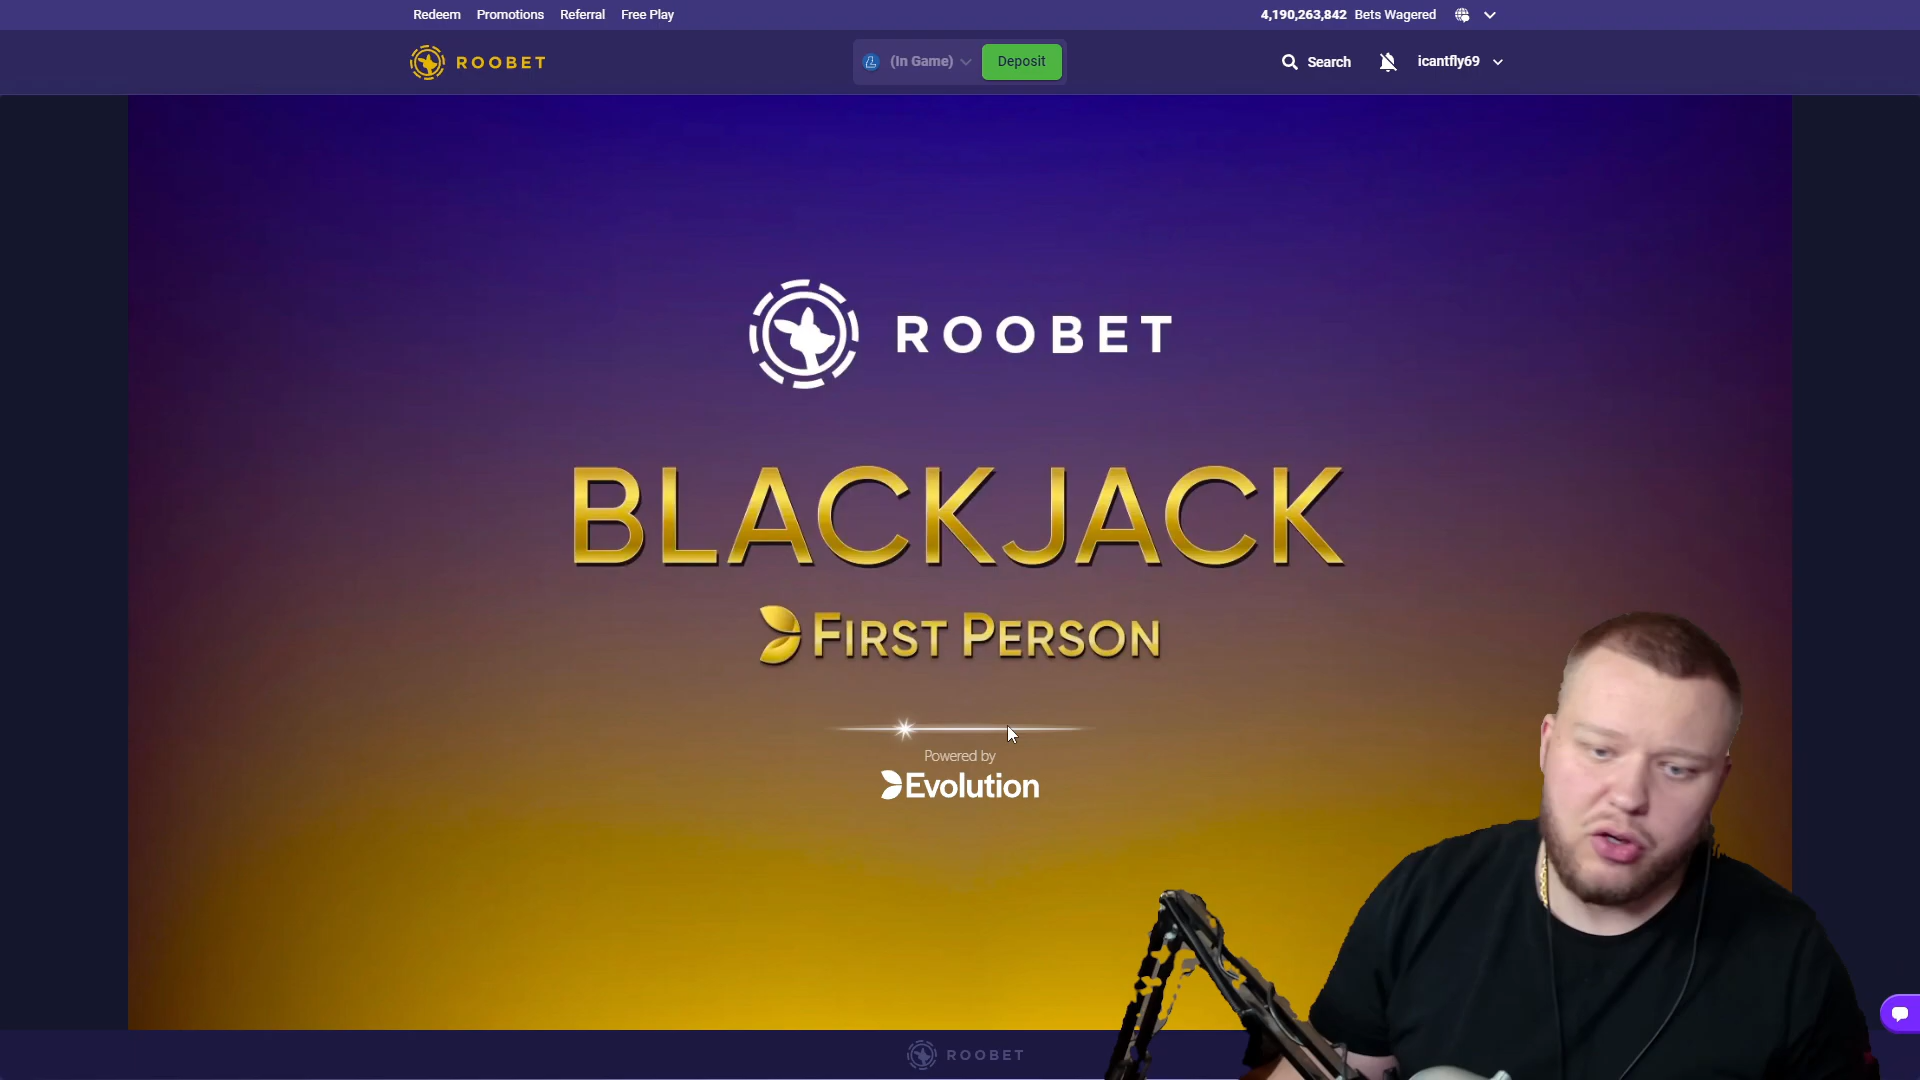 Redeem Promotions Referral Free Play 4,190,263,842 Bets Wagered
ROOBET (In Game) Deposit Search icantfly69
ROOBET
BLACKJACK
FIRST PERSON
Powered by
Evolution
ROOBET